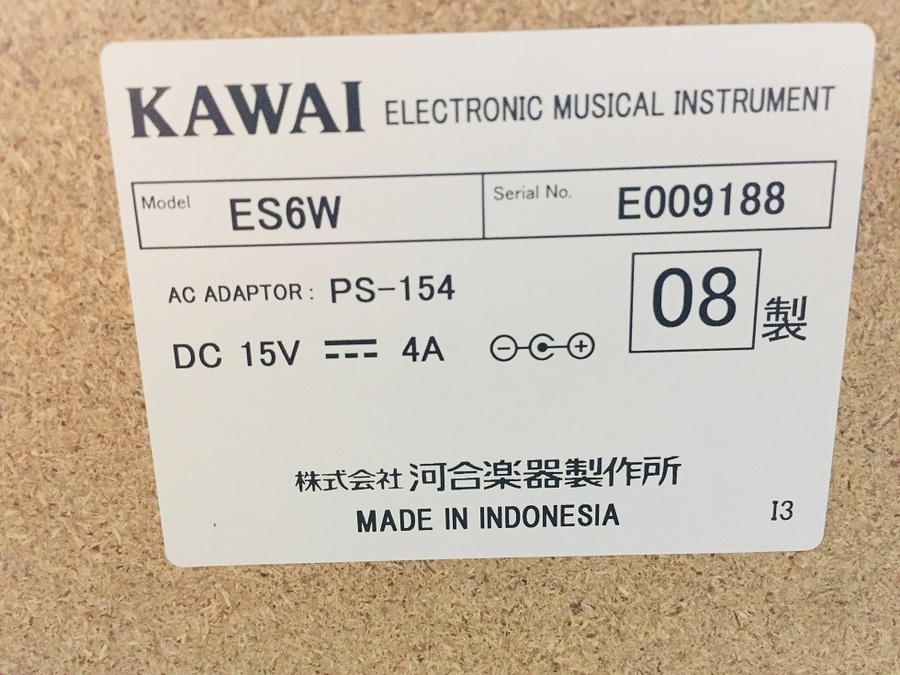 KAWAI ELECTRONIC MUSICAL INSTRUMENT
Model ES6W Serial No. E009188
AC ADAPTOR : PS-154
08 製
DC 15V ⎓ 4A
株式会社 河合楽器製作所
MADE IN INDONESIA I3